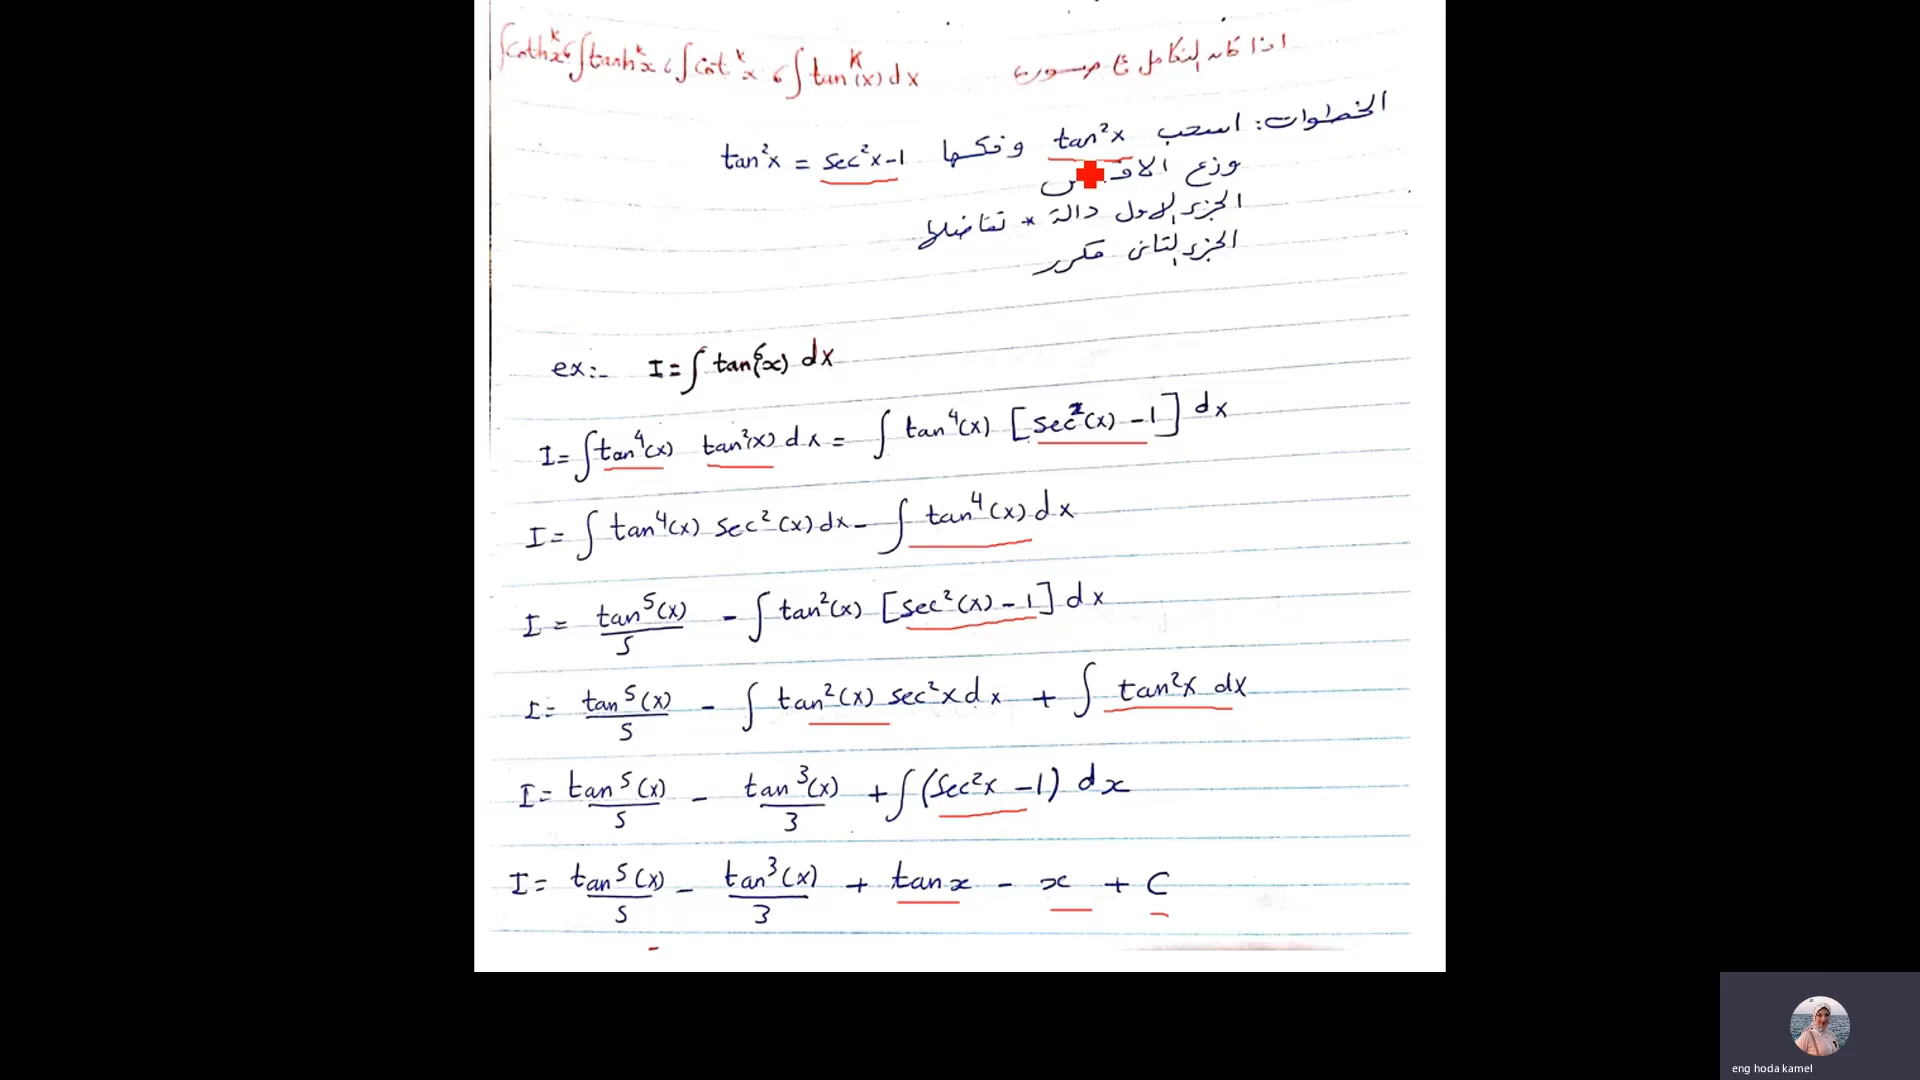 اذا كان التكامل على صورت ∫tan^k(x) dx , ∫cot^k x , ∫tanh^k x , ∫coth^k x
الخطوات: اسحب tan²x وفكها tan²x = sec²x-1
وزع الاقواس
الجزء الاول دالة * تفاضلها
الجزء الثانى مكرر
ex:- I = ∫ tan⁶(x) dx
I = ∫ tan⁴(x) tan²(x) dx = ∫ tan⁴(x) [sec²(x) -1] dx
I = ∫ tan⁴(x) sec²(x) dx - ∫ tan⁴(x) dx
I = tan⁵(x)/5 - ∫ tan²(x) [sec²(x) - 1] dx
I = tan⁵(x)/5 - ∫ tan²(x) sec²x dx + ∫ tan²x dx
I = tan⁵(x)/5 - tan³(x)/3 + ∫ (sec²x -1) dx
I = tan⁵(x)/5 - tan³(x)/3 + tan x - x + C
eng hoda kamel